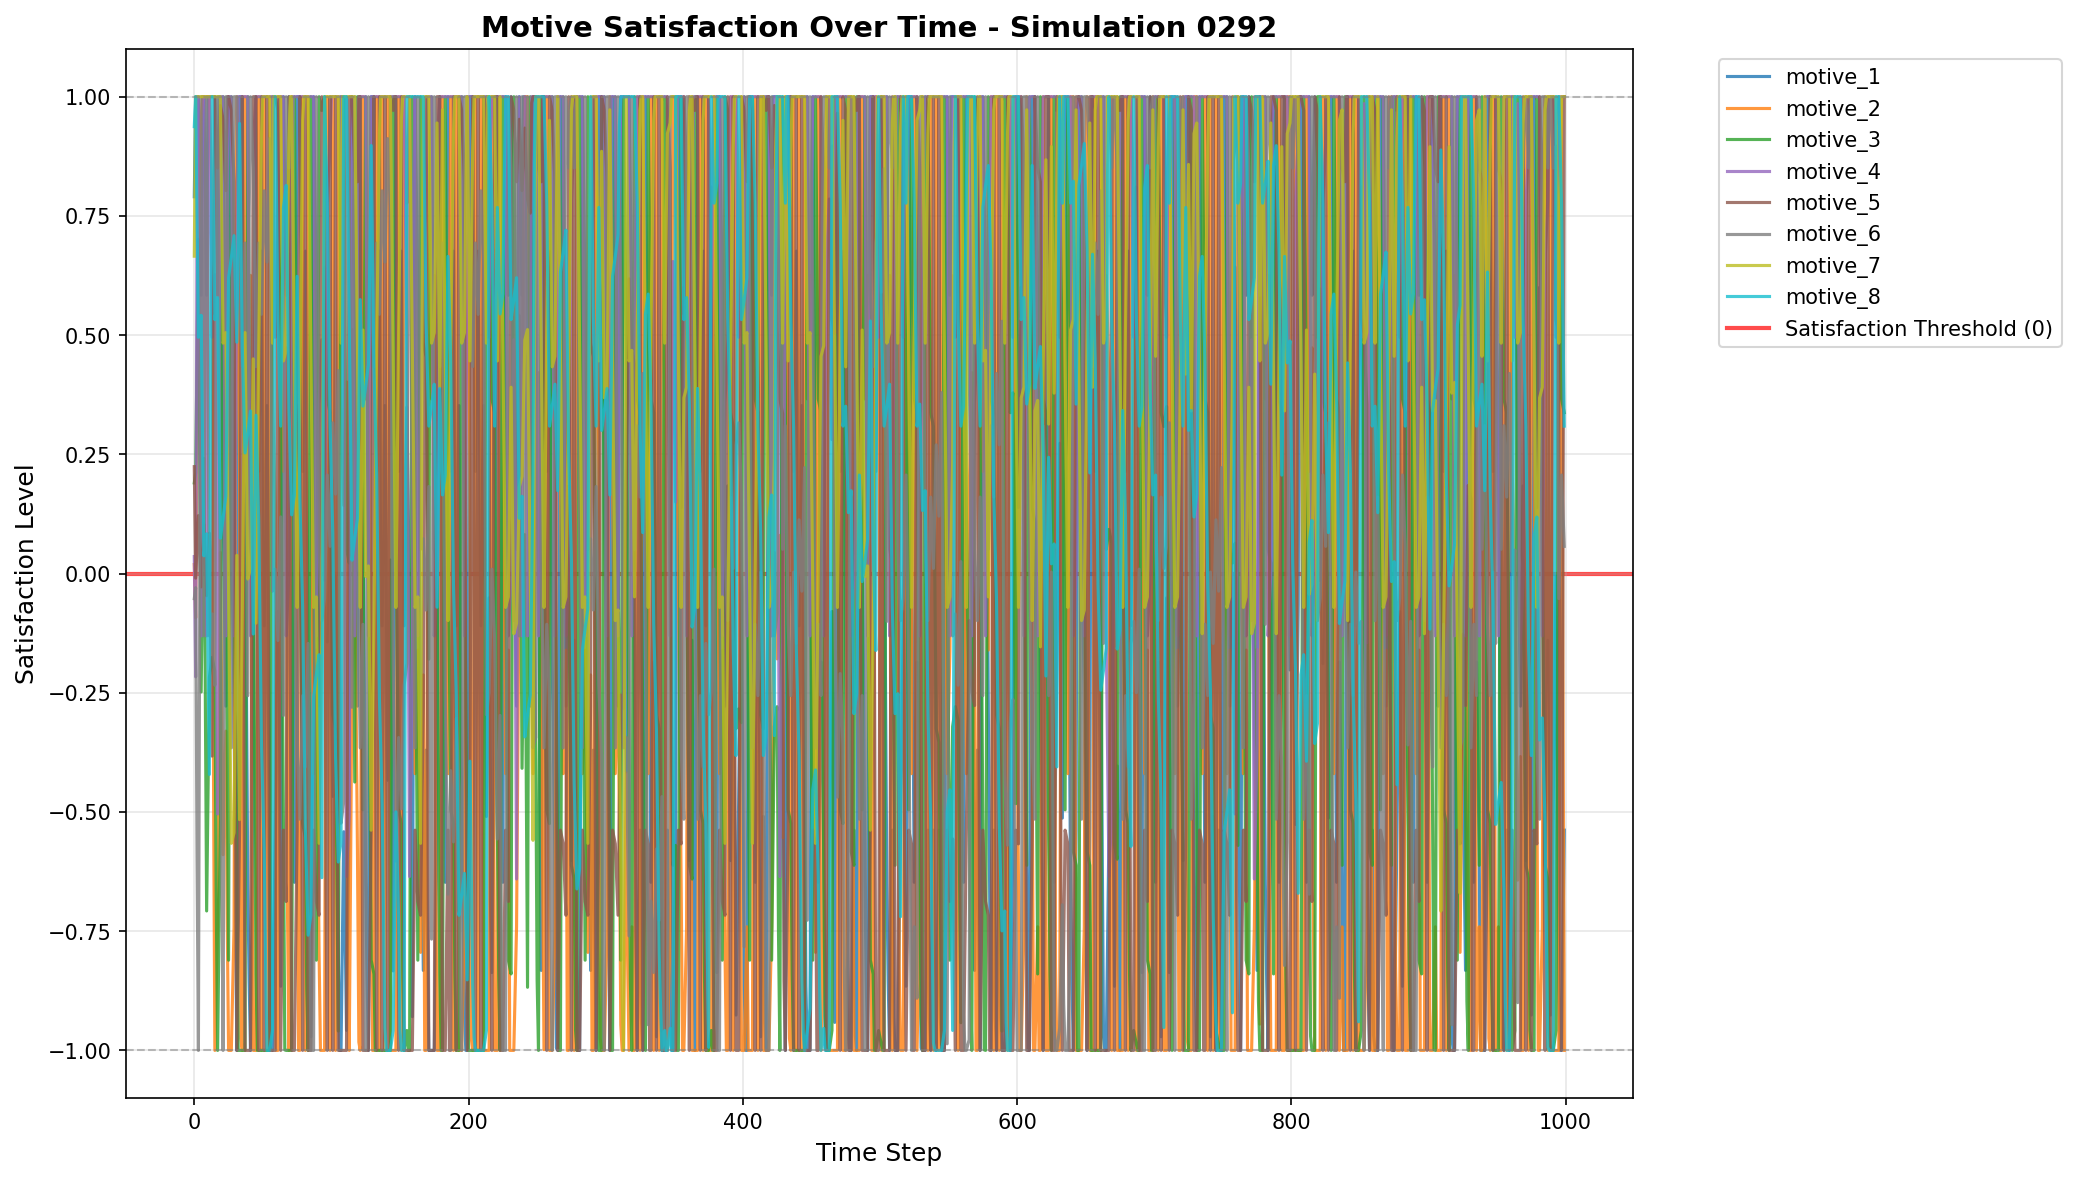 Motive Satisfaction Over Time - Simulation 0292
Satisfaction Level
1.00
0.75
0.50
0.25
0.00
−0.25
−0.50
−0.75
−1.00
0
200
400
600
800
1000
Time Step
motive_1
motive_2
motive_3
motive_4
motive_5
motive_6
motive_7
motive_8
Satisfaction Threshold (0)